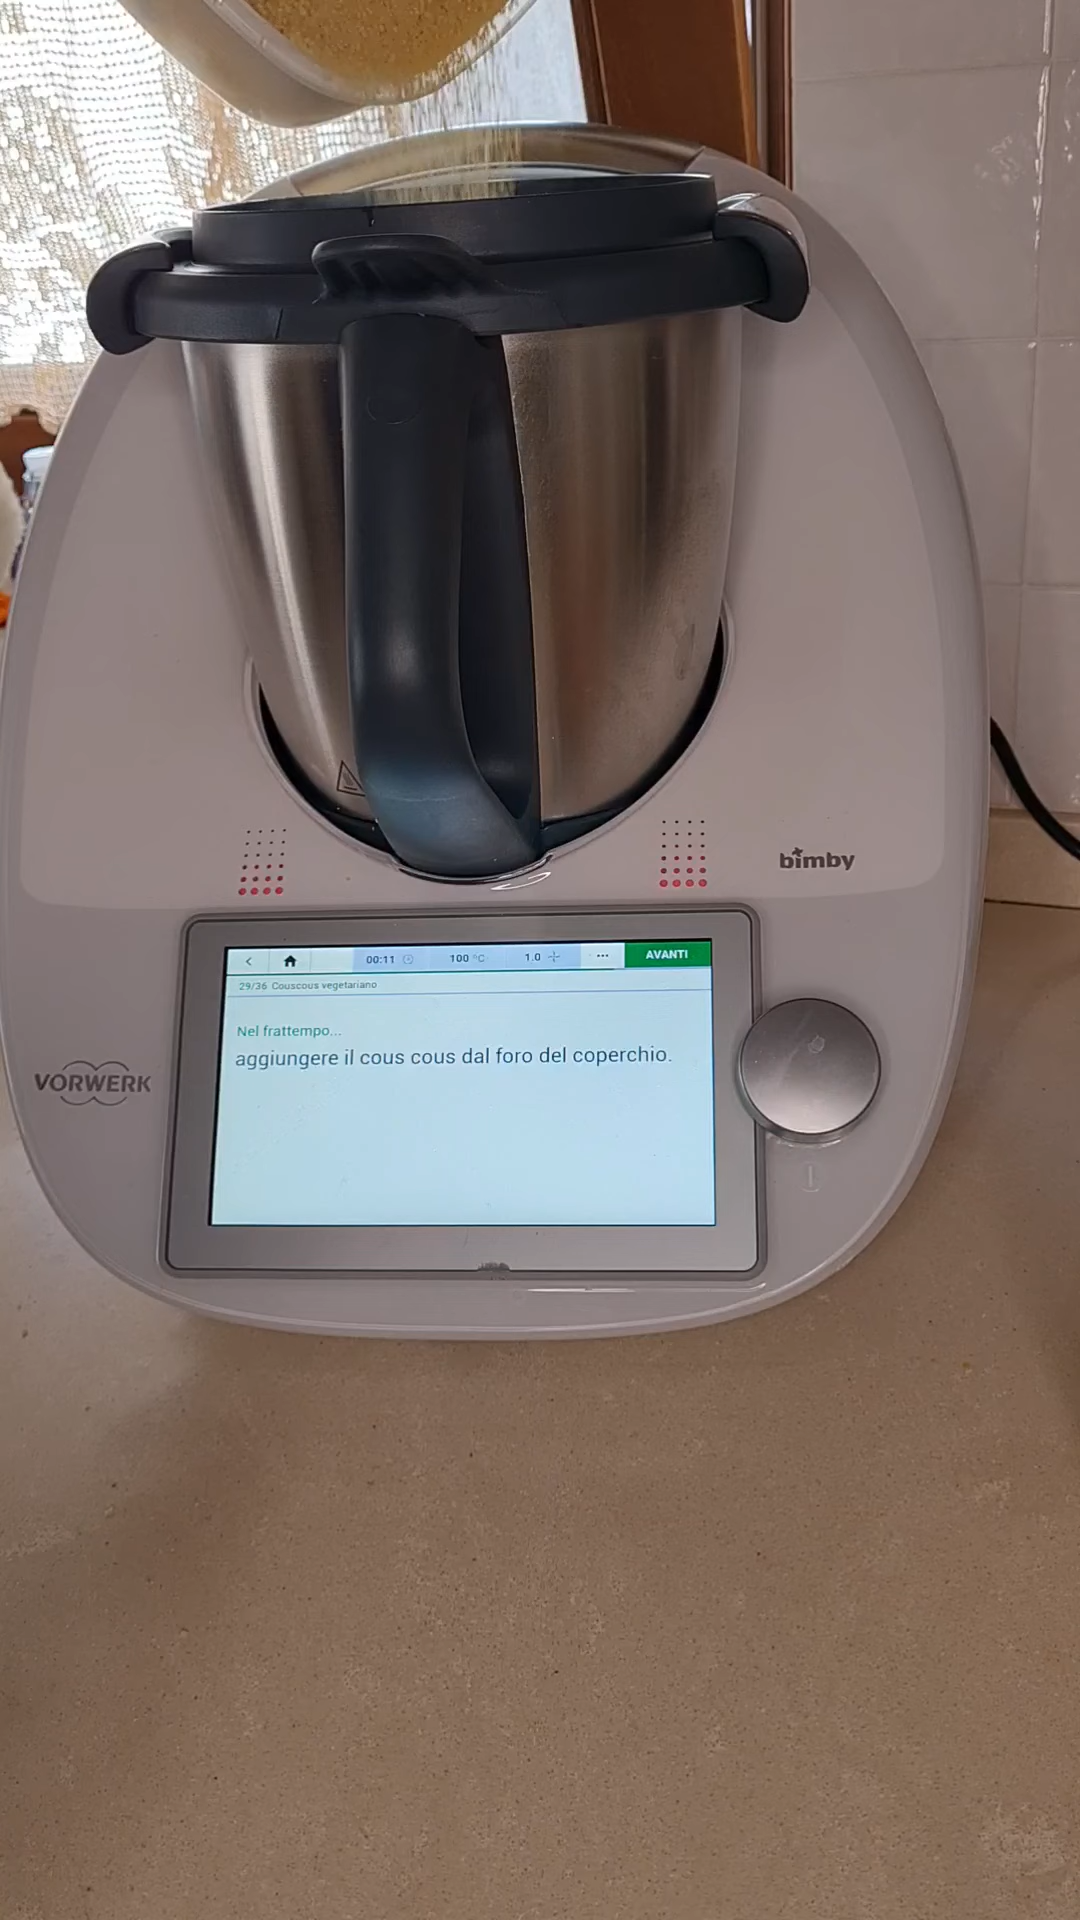 bimby
00:11 100 °C 1.0 ... AVANTI
29/36 Couscous vegetariano
Nel frattempo...
aggiungere il cous cous dal foro del coperchio.
VORWERK